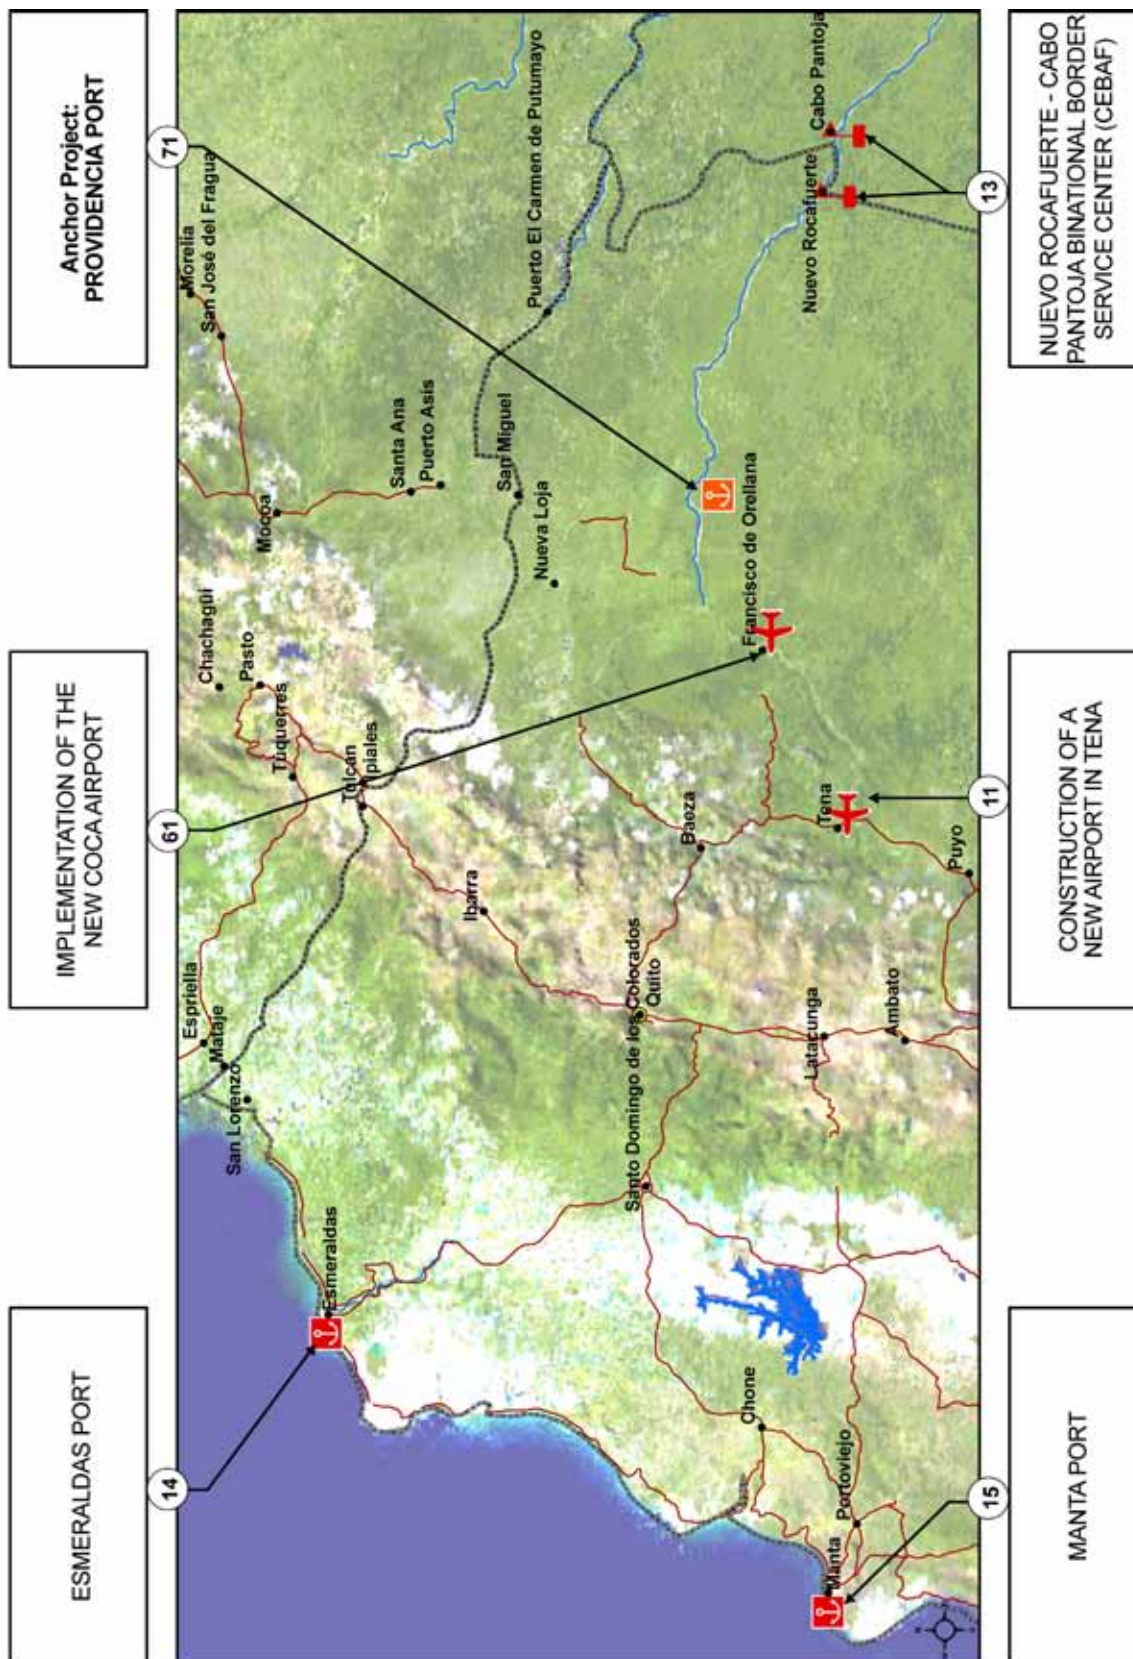 ESMERALDAS PORT
IMPLEMENTATION OF THE
NEW COCA AIRPORT
Anchor Project:
PROVIDENCIA PORT
14
61
71
Morelia
San José del Fragua
Espriella
Mataje
San Lorenzo
Chachagüí
Pasto
Tuquerres
Mocoa
Esmeraldas
Tulcan
Ipiales
Santa Ana
Puerto Asis
Ibarra
San Miguel
Puerto El Carmen de Putumayo
Nueva Loja
Santo Domingo de los Colorados
Quito
Baeza
Francisco de Orellana
Chone
Latacunga
Tena
Nuevo Rocafuerte
Cabo Pantoja
Manta
Portoviejo
Ambato
Puyo
15
11
13
MANTA PORT
CONSTRUCTION OF A
NEW AIRPORT IN TENA
NUEVO ROCAFUERTE - CABO
PANTOJA BINATIONAL BORDER
SERVICE CENTER (CEBAF)